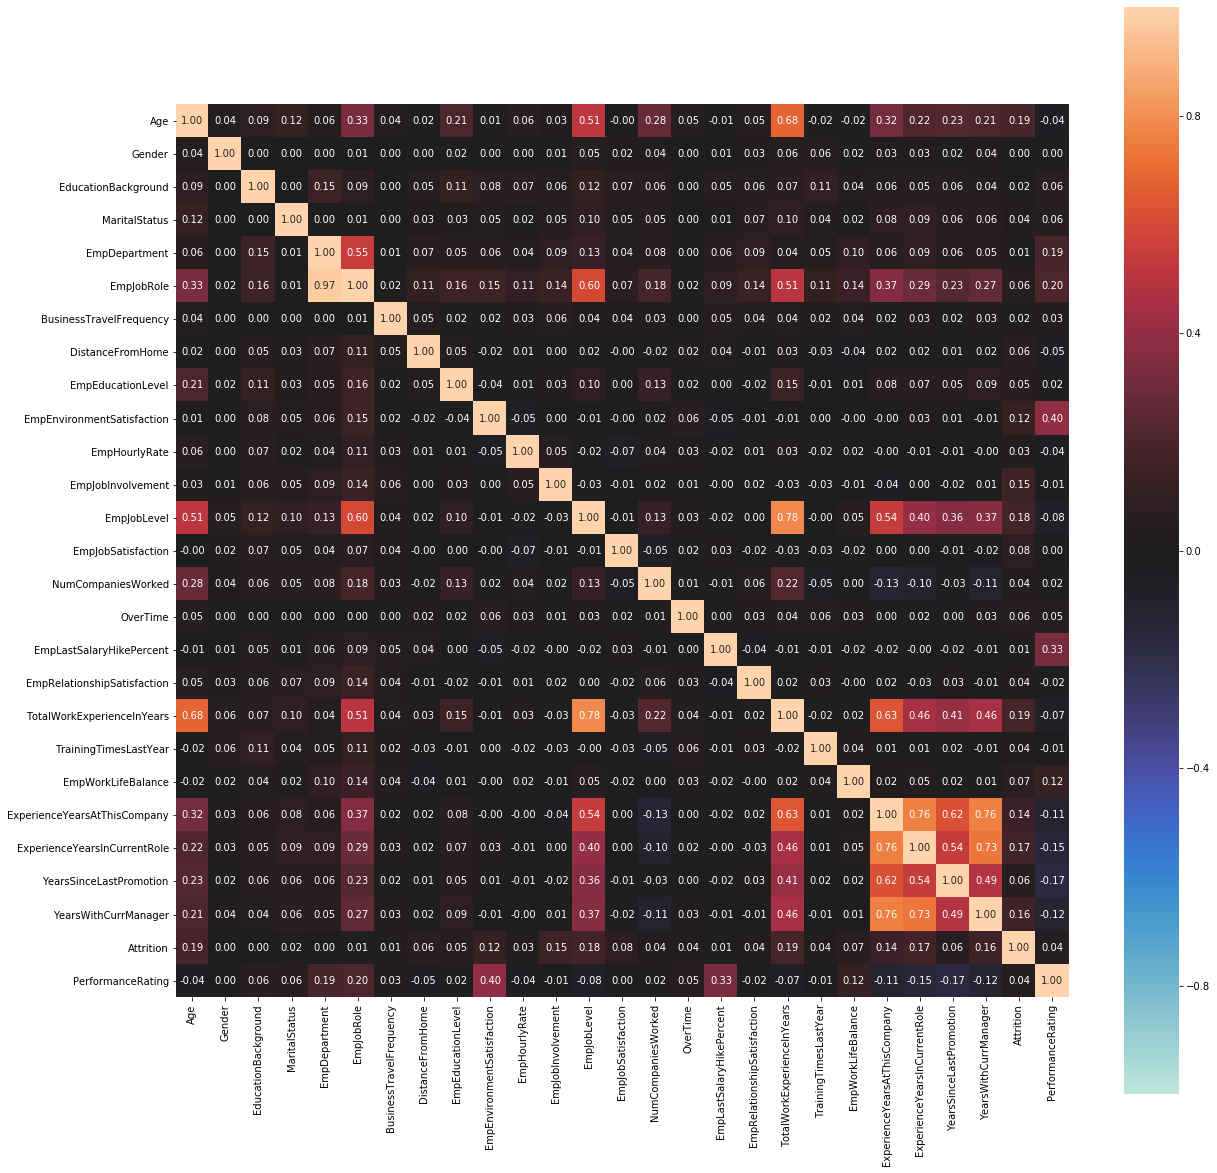 Age 1.00 0.04 0.09 0.12 0.06 0.33 0.04 0.02 0.21 0.01 0.06 0.03 0.51 -0.00 0.28 0.05 -0.01 0.05 0.68 -0.02 -0.02 0.32 0.22 0.23 0.21 0.19 -0.04
Gender 0.04 1.00 0.00 0.00 0.00 0.01 0.00 0.00 0.02 0.00 0.00 0.01 0.05 0.02 0.04 0.00 0.01 0.03 0.06 0.06 0.02 0.03 0.03 0.02 0.04 0.00 0.00
EducationBackground 0.09 0.00 1.00 0.00 0.15 0.09 0.00 0.05 0.11 0.08 0.07 0.06 0.12 0.07 0.06 0.00 0.05 0.06 0.07 0.11 0.04 0.06 0.05 0.06 0.04 0.02 0.06
MaritalStatus 0.12 0.00 0.00 1.00 0.00 0.01 0.00 0.03 0.03 0.05 0.02 0.05 0.10 0.05 0.05 0.00 0.01 0.07 0.10 0.04 0.02 0.08 0.09 0.06 0.06 0.04 0.06
EmpDepartment 0.06 0.00 0.15 0.01 1.00 0.55 0.01 0.07 0.05 0.06 0.04 0.09 0.13 0.04 0.08 0.00 0.06 0.09 0.04 0.05 0.10 0.06 0.09 0.06 0.05 0.01 0.19
EmpJobRole 0.33 0.02 0.16 0.01 0.97 1.00 0.02 0.11 0.16 0.15 0.11 0.14 0.60 0.07 0.18 0.02 0.09 0.14 0.51 0.11 0.14 0.37 0.29 0.23 0.27 0.06 0.20
BusinessTravelFrequency 0.04 0.00 0.00 0.00 0.00 0.01 1.00 0.05 0.02 0.02 0.03 0.06 0.04 0.04 0.03 0.00 0.05 0.04 0.04 0.02 0.04 0.02 0.03 0.02 0.03 0.02 0.03
DistanceFromHome 0.02 0.00 0.05 0.03 0.07 0.11 0.05 1.00 0.05 -0.02 0.01 0.00 0.02 -0.00 -0.02 0.02 0.04 -0.01 0.03 -0.03 -0.04 0.02 0.02 0.01 0.02 0.06 -0.05
EmpEducationLevel 0.21 0.02 0.11 0.03 0.05 0.16 0.02 0.05 1.00 -0.04 0.01 0.03 0.10 0.00 0.13 0.02 0.00 -0.02 0.15 -0.01 0.01 0.08 0.07 0.05 0.09 0.05 0.02
EmpEnvironmentSatisfaction 0.01 0.00 0.08 0.05 0.06 0.15 0.02 -0.02 -0.04 1.00 -0.05 0.00 -0.01 -0.00 0.02 0.06 -0.05 -0.01 -0.01 0.00 -0.00 -0.00 0.03 0.01 -0.01 0.12 0.40
EmpHourlyRate 0.06 0.00 0.07 0.02 0.04 0.11 0.03 0.01 0.01 -0.05 1.00 0.05 -0.02 -0.07 0.04 0.03 -0.02 0.01 0.03 -0.02 0.02 -0.00 -0.01 -0.01 -0.00 0.03 -0.04
EmpJobInvolvement 0.03 0.01 0.06 0.05 0.09 0.14 0.06 0.00 0.03 0.00 0.05 1.00 -0.03 -0.01 0.02 0.01 -0.00 0.02 -0.03 -0.03 -0.01 -0.04 0.00 -0.02 0.01 0.15 -0.01
EmpJobLevel 0.51 0.05 0.12 0.10 0.13 0.60 0.04 0.02 0.10 -0.01 -0.02 -0.03 1.00 -0.01 0.13 0.03 -0.02 0.00 0.78 -0.00 0.05 0.54 0.40 0.36 0.37 0.18 -0.08
EmpJobSatisfaction -0.00 0.02 0.07 0.05 0.04 0.07 0.04 -0.00 0.00 -0.00 -0.07 -0.01 -0.01 1.00 -0.05 0.02 0.03 -0.02 -0.03 -0.03 -0.02 0.00 0.00 -0.01 -0.02 0.08 0.00
NumCompaniesWorked 0.28 0.04 0.06 0.05 0.08 0.18 0.03 -0.02 0.13 0.02 0.04 0.02 0.13 -0.05 1.00 0.01 -0.01 0.06 0.22 -0.05 0.00 -0.13 -0.10 -0.03 -0.11 0.04 0.02
OverTime 0.05 0.00 0.00 0.00 0.00 0.00 0.00 0.02 0.02 0.06 0.03 0.01 0.03 0.02 0.01 1.00 0.00 0.03 0.04 0.06 0.03 0.00 0.02 0.00 0.03 0.06 0.05
EmpLastSalaryHikePercent -0.01 0.01 0.05 0.01 0.06 0.09 0.05 0.04 0.00 -0.05 -0.02 -0.00 -0.02 0.03 -0.01 0.00 1.00 -0.04 -0.01 -0.01 -0.02 -0.02 -0.00 -0.02 -0.01 0.01 0.33
EmpRelationshipSatisfaction 0.05 0.03 0.06 0.07 0.09 0.14 0.04 -0.01 -0.02 -0.01 0.01 0.02 0.00 -0.02 0.06 0.03 -0.04 1.00 0.02 0.03 -0.00 0.02 -0.03 0.03 -0.01 0.04 -0.02
TotalWorkExperienceInYears 0.68 0.06 0.07 0.10 0.04 0.51 0.04 0.03 0.15 -0.01 0.03 -0.03 0.78 -0.03 0.22 0.04 -0.01 0.02 1.00 -0.02 0.02 0.63 0.46 0.41 0.46 0.19 -0.07
TrainingTimesLastYear -0.02 0.06 0.11 0.04 0.05 0.11 0.02 -0.03 -0.01 0.00 -0.02 -0.03 -0.00 -0.03 -0.05 0.06 -0.01 0.03 -0.02 1.00 0.04 0.01 0.01 0.02 -0.01 0.04 -0.01
EmpWorkLifeBalance -0.02 0.02 0.04 0.02 0.10 0.14 0.04 -0.04 0.01 -0.00 0.02 -0.01 0.05 -0.02 0.00 0.03 -0.02 -0.00 0.02 0.04 1.00 0.02 0.05 0.02 0.01 0.07 0.12
ExperienceYearsAtThisCompany 0.32 0.03 0.06 0.08 0.06 0.37 0.02 0.02 0.08 -0.00 -0.00 -0.04 0.54 0.00 -0.13 0.00 -0.02 0.02 0.63 0.01 0.02 1.00 0.76 0.62 0.76 0.14 -0.11
ExperienceYearsInCurrentRole 0.22 0.03 0.05 0.09 0.09 0.29 0.03 0.02 0.07 0.03 -0.01 0.00 0.40 0.00 -0.10 0.02 -0.00 -0.03 0.46 0.01 0.05 0.76 1.00 0.54 0.73 0.17 -0.15
YearsSinceLastPromotion 0.23 0.02 0.06 0.06 0.06 0.23 0.02 0.01 0.05 0.01 -0.01 -0.02 0.36 -0.01 -0.03 0.00 -0.02 0.03 0.41 0.02 0.02 0.62 0.54 1.00 0.49 0.06 -0.17
YearsWithCurrManager 0.21 0.04 0.04 0.06 0.05 0.27 0.03 0.02 0.09 -0.01 -0.00 0.01 0.37 -0.02 -0.11 0.03 -0.01 -0.01 0.46 -0.01 0.01 0.76 0.73 0.49 1.00 0.16 -0.12
Attrition 0.19 0.00 0.00 0.02 0.00 0.01 0.01 0.06 0.05 0.12 0.03 0.15 0.18 0.08 0.04 0.04 0.01 0.04 0.19 0.04 0.07 0.14 0.17 0.06 0.16 1.00 0.04
PerformanceRating -0.04 0.00 0.06 0.06 0.19 0.20 0.03 -0.05 0.02 0.40 -0.04 -0.01 -0.08 0.00 0.02 0.05 0.33 -0.02 -0.07 -0.01 0.12 -0.11 -0.15 -0.17 -0.12 0.04 1.00
Age
Gender
EducationBackground
MaritalStatus
EmpDepartment
EmpJobRole
BusinessTravelFrequency
DistanceFromHome
EmpEducationLevel
EmpEnvironmentSatisfaction
EmpHourlyRate
EmpJobInvolvement
EmpJobLevel
EmpJobSatisfaction
NumCompaniesWorked
OverTime
EmpLastSalaryHikePercent
EmpRelationshipSatisfaction
TotalWorkExperienceInYears
TrainingTimesLastYear
EmpWorkLifeBalance
ExperienceYearsAtThisCompany
ExperienceYearsInCurrentRole
YearsSinceLastPromotion
YearsWithCurrManager
Attrition
PerformanceRating
0.8
0.4
0.0
−0.4
−0.8